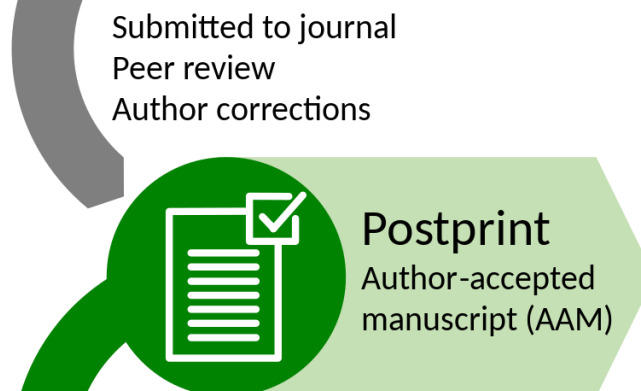 Submitted to journal
Peer review
Author corrections
Postprint
Author-accepted
manuscript (AAM)